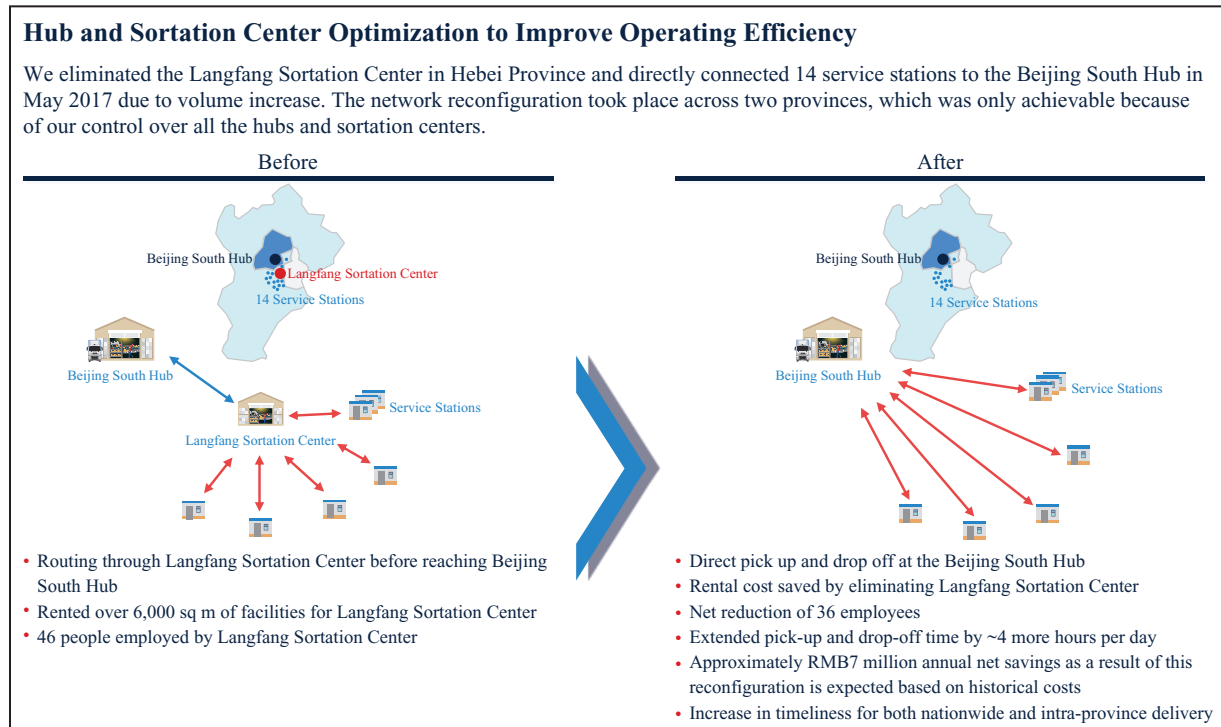 Hub and Sortation Center Optimization to Improve Operating Efficiency
We eliminated the Langfang Sortation Center in Hebei Province and directly connected 14 service stations to the Beijing South Hub in
May 2017 due to volume increase. The network reconfiguration took place across two provinces, which was only achievable because
of our control over all the hubs and sortation centers.
Before
Beijing South Hub
Langfang Sortation Center
14 Service Stations
Beijing South Hub
Service Stations
Langfang Sortation Center
• Routing through Langfang Sortation Center before reaching Beijing
South Hub
• Rented over 6,000 sq m of facilities for Langfang Sortation Center
• 46 people employed by Langfang Sortation Center
After
Beijing South Hub
14 Service Stations
Beijing South Hub
Service Stations
• Direct pick up and drop off at the Beijing South Hub
• Rental cost saved by eliminating Langfang Sortation Center
• Net reduction of 36 employees
• Extended pick-up and drop-off time by ~4 more hours per day
• Approximately RMB7 million annual net savings as a result of this
reconfiguration is expected based on historical costs
• Increase in timeliness for both nationwide and intra-province delivery